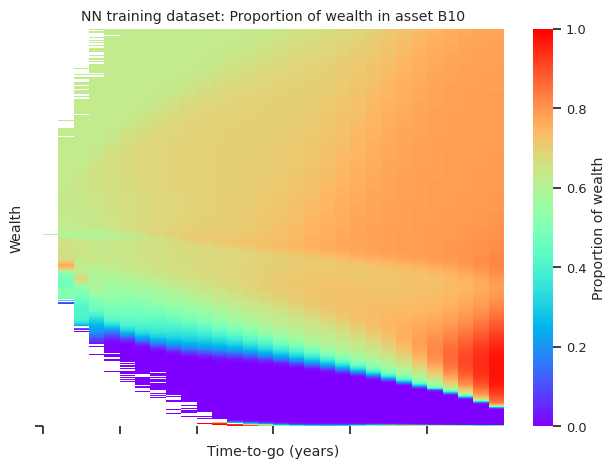 NN training dataset: Proportion of wealth in asset B10
Wealth
Time-to-go (years)
1.0
0.8
0.6
0.4
0.2
0.0
Proportion of wealth